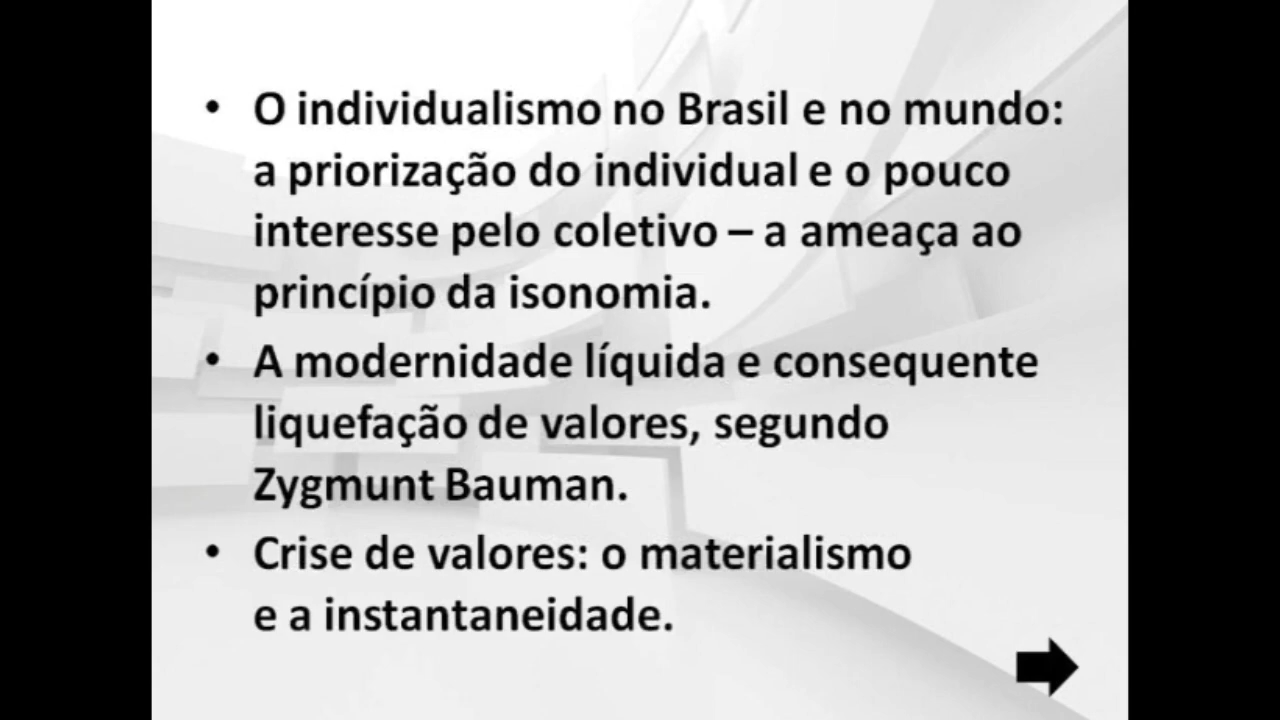 • O individualismo no Brasil e no mundo:
a priorização do individual e o pouco
interesse pelo coletivo – a ameaça ao
princípio da isonomia.
• A modernidade líquida e consequente
liquefação de valores, segundo
Zygmunt Bauman.
• Crise de valores: o materialismo
e a instantaneidade.